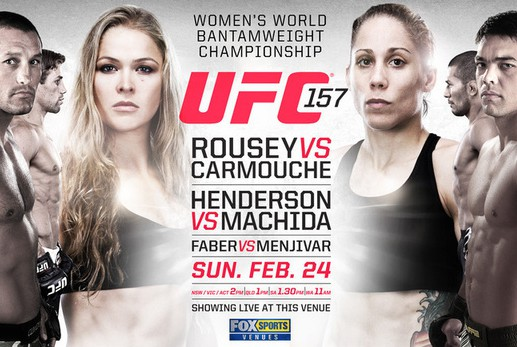 WOMEN'S WORLD
BANTAMWEIGHT
CHAMPIONSHIP
UFC® 157
ROUSEY VS
CARMOUCHE
HENDERSON
VS MACHIDA
FABER VS MENJIVAR
SUN. FEB. 24
NSW / VIC / ACT 2PM | QLD 1PM | SA 1.30PM | WA 11AM
SHOWING LIVE AT THIS VENUE
FOX SPORTS
VENUES
UFC